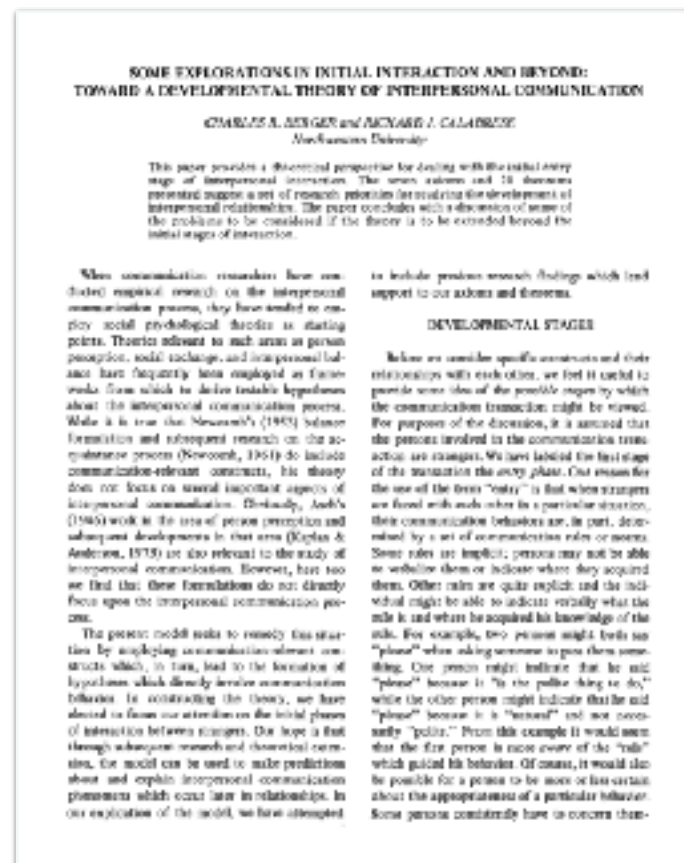 SOME EXPLORATIONS IN INITIAL INTERACTION AND BEYOND:
TOWARD A DEVELOPMENTAL THEORY OF INTERPERSONAL COMMUNICATION
CHARLES R. BERGER and RICHARD J. CALABRESE
Northwestern University
This paper provides a theoretical perspective for dealing with the initial entry
stage of interpersonal interaction. The seven axioms and 21 theorems
presented suggest a set of research priorities for studying the development of
interpersonal relationships. The paper concludes with a discussion of some of
the problems to be considered if the theory is to be extended beyond the
initial stages of interaction.
When communication researchers have con-
ducted empirical research on the interpersonal
communication process, they have tended to em-
ploy social psychological theories as starting
points. Theories relevant to such areas as person
perception, social exchange, and interpersonal bal-
ance have frequently been employed as frame-
works from which to derive testable hypotheses
about the interpersonal communication process.
While it is true that Newcomb's (1953) balance
formulation and subsequent research on the ac-
quaintance process (Newcomb, 1961) do include
communication-relevant constructs, his theory
does not focus on several important aspects of
interpersonal communication. Obviously, Asch's
(1946) work in the area of person perception and
subsequent developments in that area (Kaplan &
Anderson, 1973) are also relevant to the study of
interpersonal communication. However, here too
we find that these formulations do not directly
focus upon the interpersonal communication pro-
cess.
The present model seeks to remedy this situa-
tion by employing communication-relevant con-
structs which, in turn, lead to the formation of
hypotheses which directly involve communication
behavior. In constructing the theory, we have
elected to focus our attention on the initial phases
of interaction between strangers. Our hope is that
through subsequent research and theoretical exten-
sion, the model can be used to make predictions
about and explain interpersonal communication
phenomena which occur later in relationships. In
our explication of the model, we have attempted
to include previous research findings which lend
support to our axioms and theorems.
DEVELOPMENTAL STAGES
Before we consider specific constructs and their
relationships with each other, we feel it useful to
provide some idea of the possible stages by which
the communication transaction might be viewed.
For purposes of the discussion, it is assumed that
the persons involved in the communication trans-
action are strangers. We have labeled the first stage
of the transaction the entry phase. One reason for
the use of the term "entry" is that when strangers
are faced with each other in a particular situation,
their communication behaviors are, in part, deter-
mined by a set of communication rules or norms.
Some rules are implicit; persons may not be able
to verbalize them or indicate where they acquired
them. Other rules are quite explicit and the indi-
vidual might be able to indicate verbally what the
rule is and where he acquired his knowledge of the
rule. For example, two persons might both say
"please" when asking someone to pass them some-
thing. One person might indicate that he said
"please" because it "is the polite thing to do,"
while the other person might indicate that he said
"please" because it is "natural" and not neces-
sarily "polite." From this example it would seem
that the first person is more aware of the "rule"
which guided his behavior. Of course, it would also
be possible for a person to be more or less certain
about the appropriateness of a particular behavior.
Some persons consistently have to concern them-